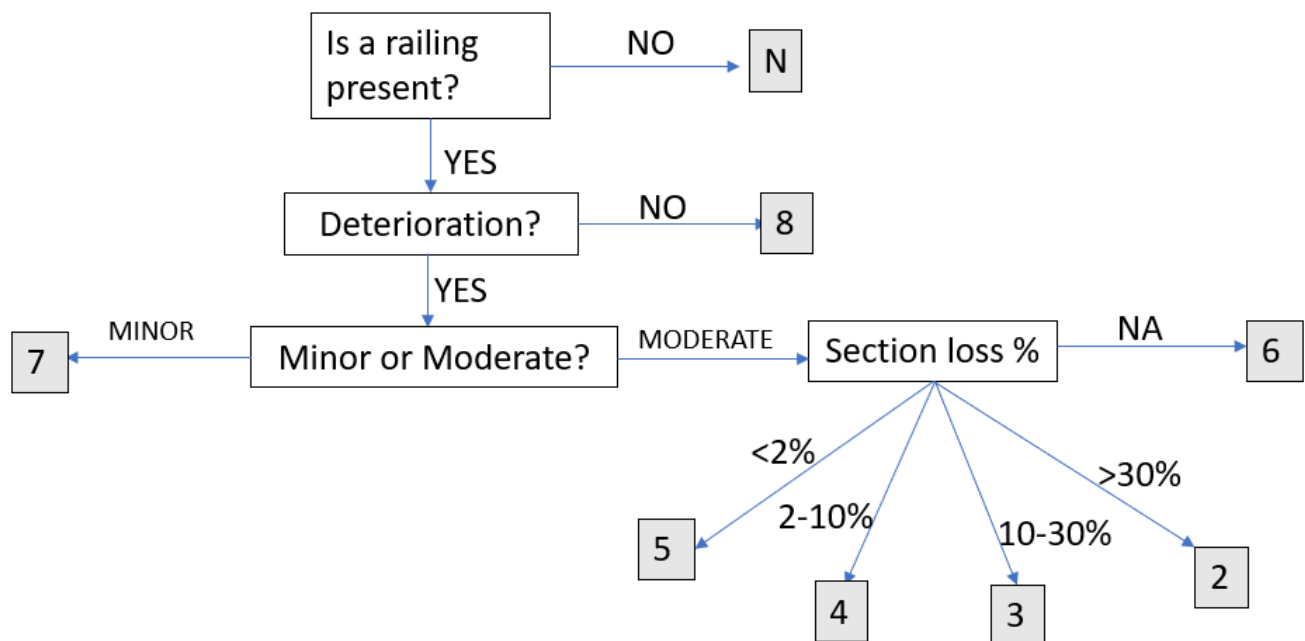 Is a railing
present?
NO
N
YES
Deterioration?
NO
8
YES
7
MINOR
Minor or Moderate?
MODERATE
Section loss %
NA
6
<2%
2-10%
10-30%
>30%
5
4
3
2